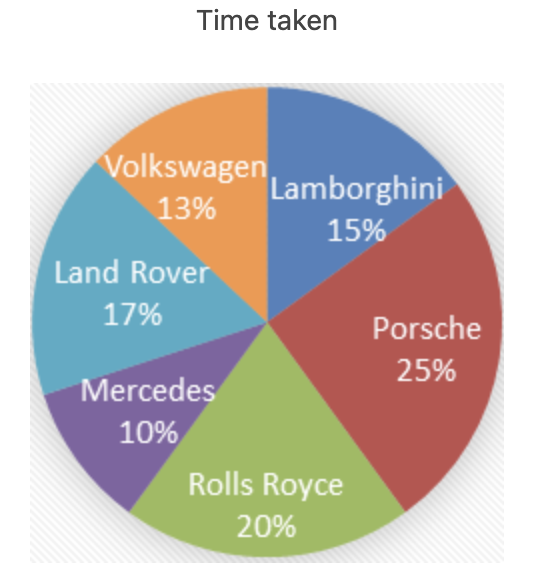 Time taken
Volkswagen
13%
Lamborghini
15%
Land Rover
17%
Porsche
25%
Mercedes
10%
Rolls Royce
20%